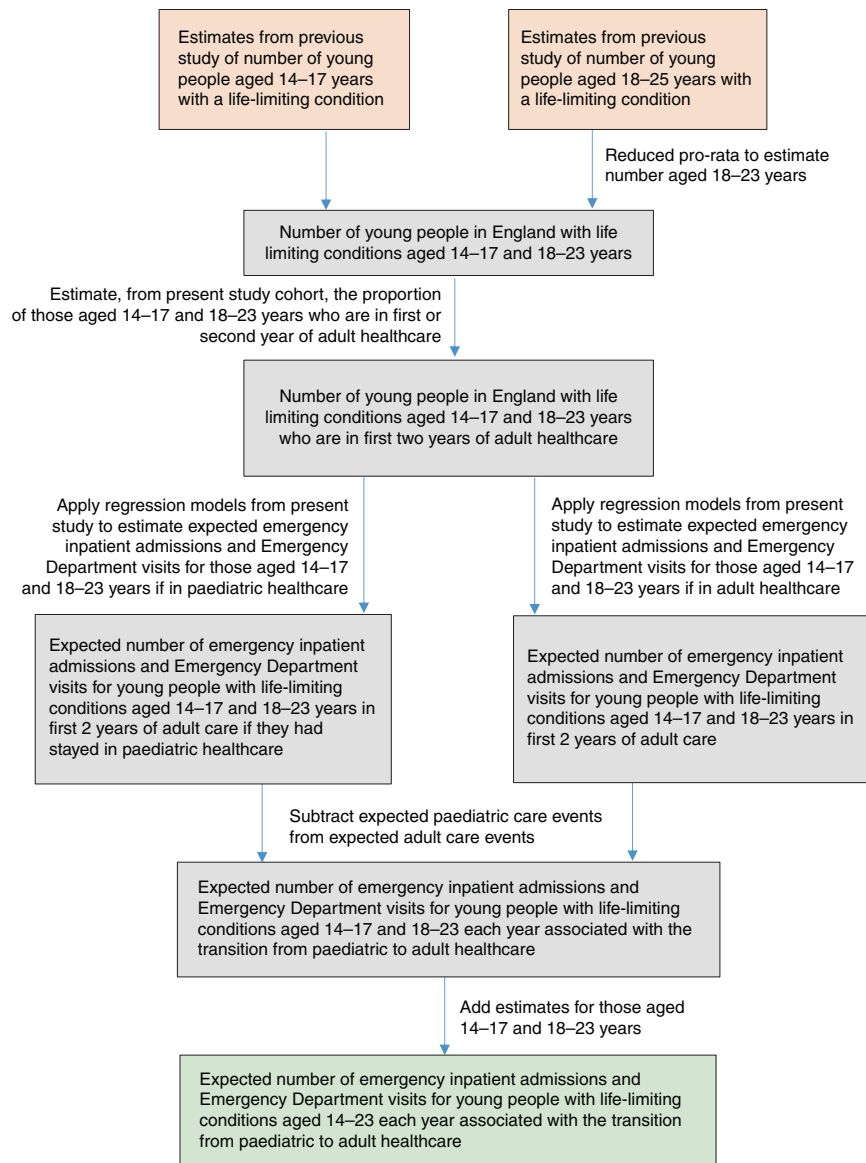 Estimates from previous
study of number of young
people aged 14–17 years
with a life-limiting condition
Estimates from previous
study of number of young
people aged 18–25 years with
a life-limiting condition
Reduced pro-rata to estimate
number aged 18–23 years
Number of young people in England with life
limiting conditions aged 14–17 and 18–23 years
Estimate, from present study cohort, the proportion
of those aged 14–17 and 18–23 years who are in first or
second year of adult healthcare
Number of young people in England with life
limiting conditions aged 14–17 and 18–23 years
who are in first two years of adult healthcare
Apply regression models from present
study to estimate expected emergency
inpatient admissions and Emergency
Department visits for those aged 14–17
and 18–23 years if in paediatric healthcare
Apply regression models from present
study to estimate expected emergency
inpatient admissions and Emergency
Department visits for those aged 14–17
and 18–23 years if in adult healthcare
Expected number of emergency inpatient
admissions and Emergency Department
visits for young people with life-limiting
conditions aged 14–17 and 18–23 years in
first 2 years of adult care if they had
stayed in paediatric healthcare
Expected number of emergency inpatient
admissions and Emergency Department
visits for young people with life-limiting
conditions aged 14–17 and 18–23 years in
first 2 years of adult care
Subtract expected paediatric care events
from expected adult care events
Expected number of emergency inpatient admissions and
Emergency Department visits for young people with life-limiting
conditions aged 14–17 and 18–23 each year associated with the
transition from paediatric to adult healthcare
Add estimates for those aged
14–17 and 18–23 years
Expected number of emergency inpatient admissions and
Emergency Department visits for young people with life-limiting
conditions aged 14–23 each year associated with the transition
from paediatric to adult healthcare